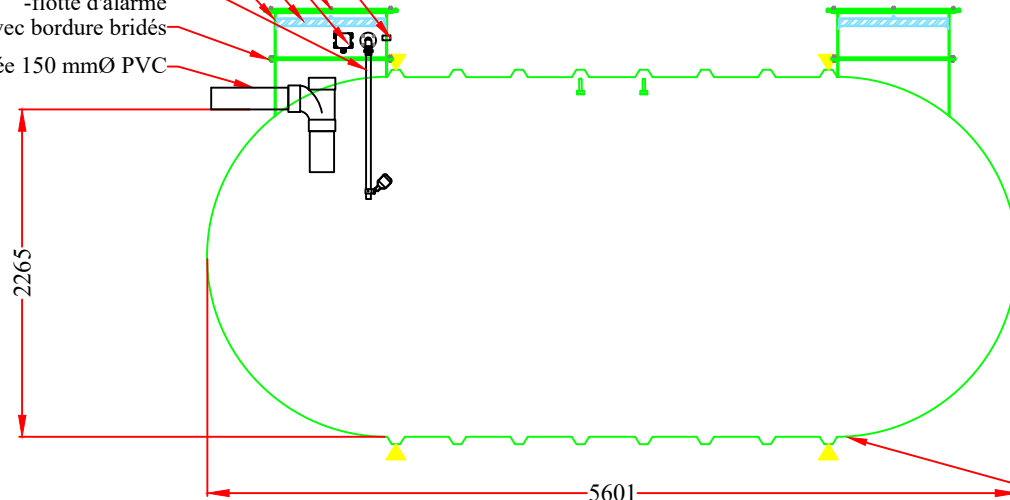 -flotte d'alarme
vec bordure bridés
ée 150 mmØ PVC
2265
5601